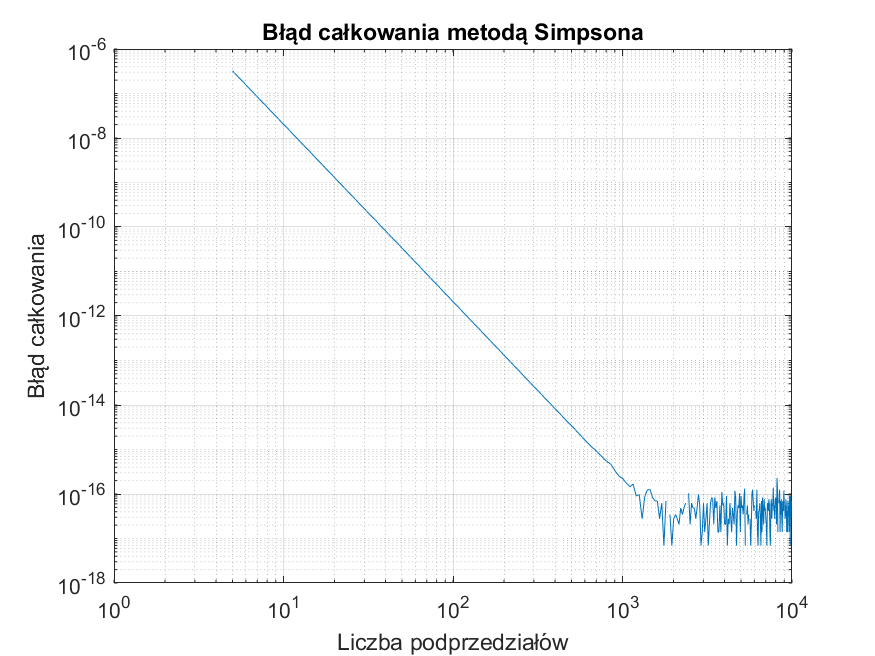 Błąd całkowania metodą Simpsona
10^-6
10^-8
10^-10
10^-12
10^-14
10^-16
10^-18
Błąd całkowania
10^0 10^1 10^2 10^3 10^4
Liczba podprzedziałów